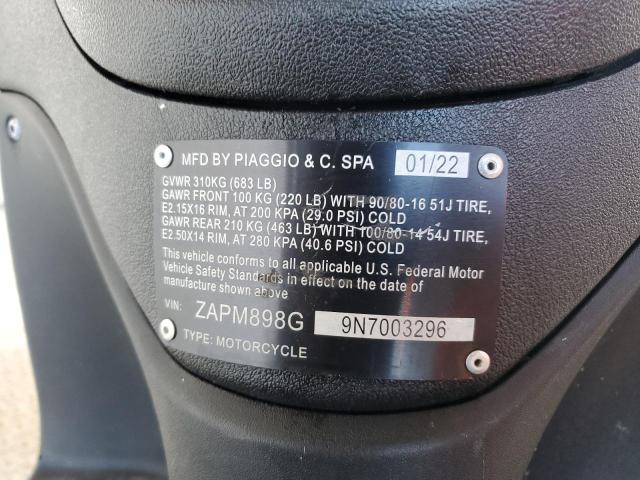 MFD BY PIAGGIO & C. SPA 01/22
GVWR 310KG (683 LB)
GAWR FRONT 100 KG (220 LB) WITH 90/80-16 51J TIRE,
E2.15X16 RIM, AT 200 KPA (29.0 PSI) COLD
GAWR REAR 210 KG (463 LB) WITH 100/80-14 54J TIRE,
E2.50X14 RIM, AT 280 KPA (40.6 PSI) COLD
This vehicle conforms to all applicable U.S. Federal Motor
Vehicle Safety Standards in effect on the date of
manufacture shown above
VIN: ZAPM898G 9N7003296
TYPE: MOTORCYCLE